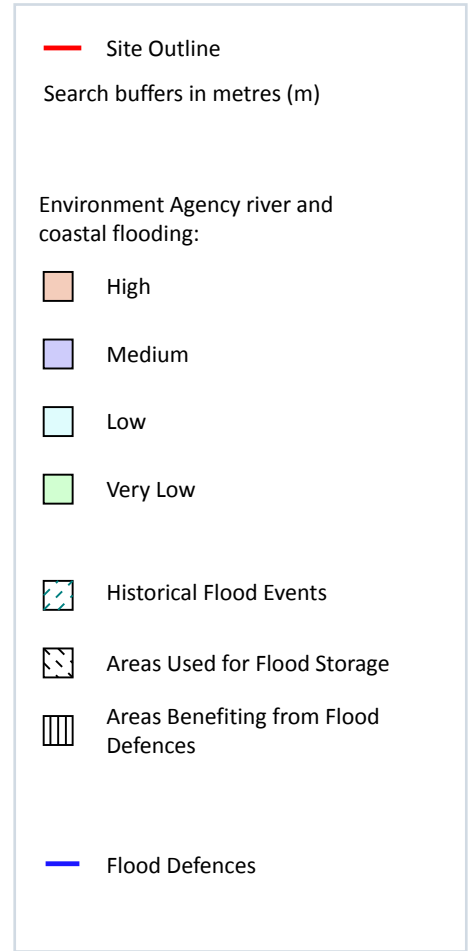 Site Outline
Search buffers in metres (m)
Environment Agency river and
coastal flooding:
High
Medium
Low
Very Low
Historical Flood Events
Areas Used for Flood Storage
Areas Benefiting from Flood
Defences
Flood Defences